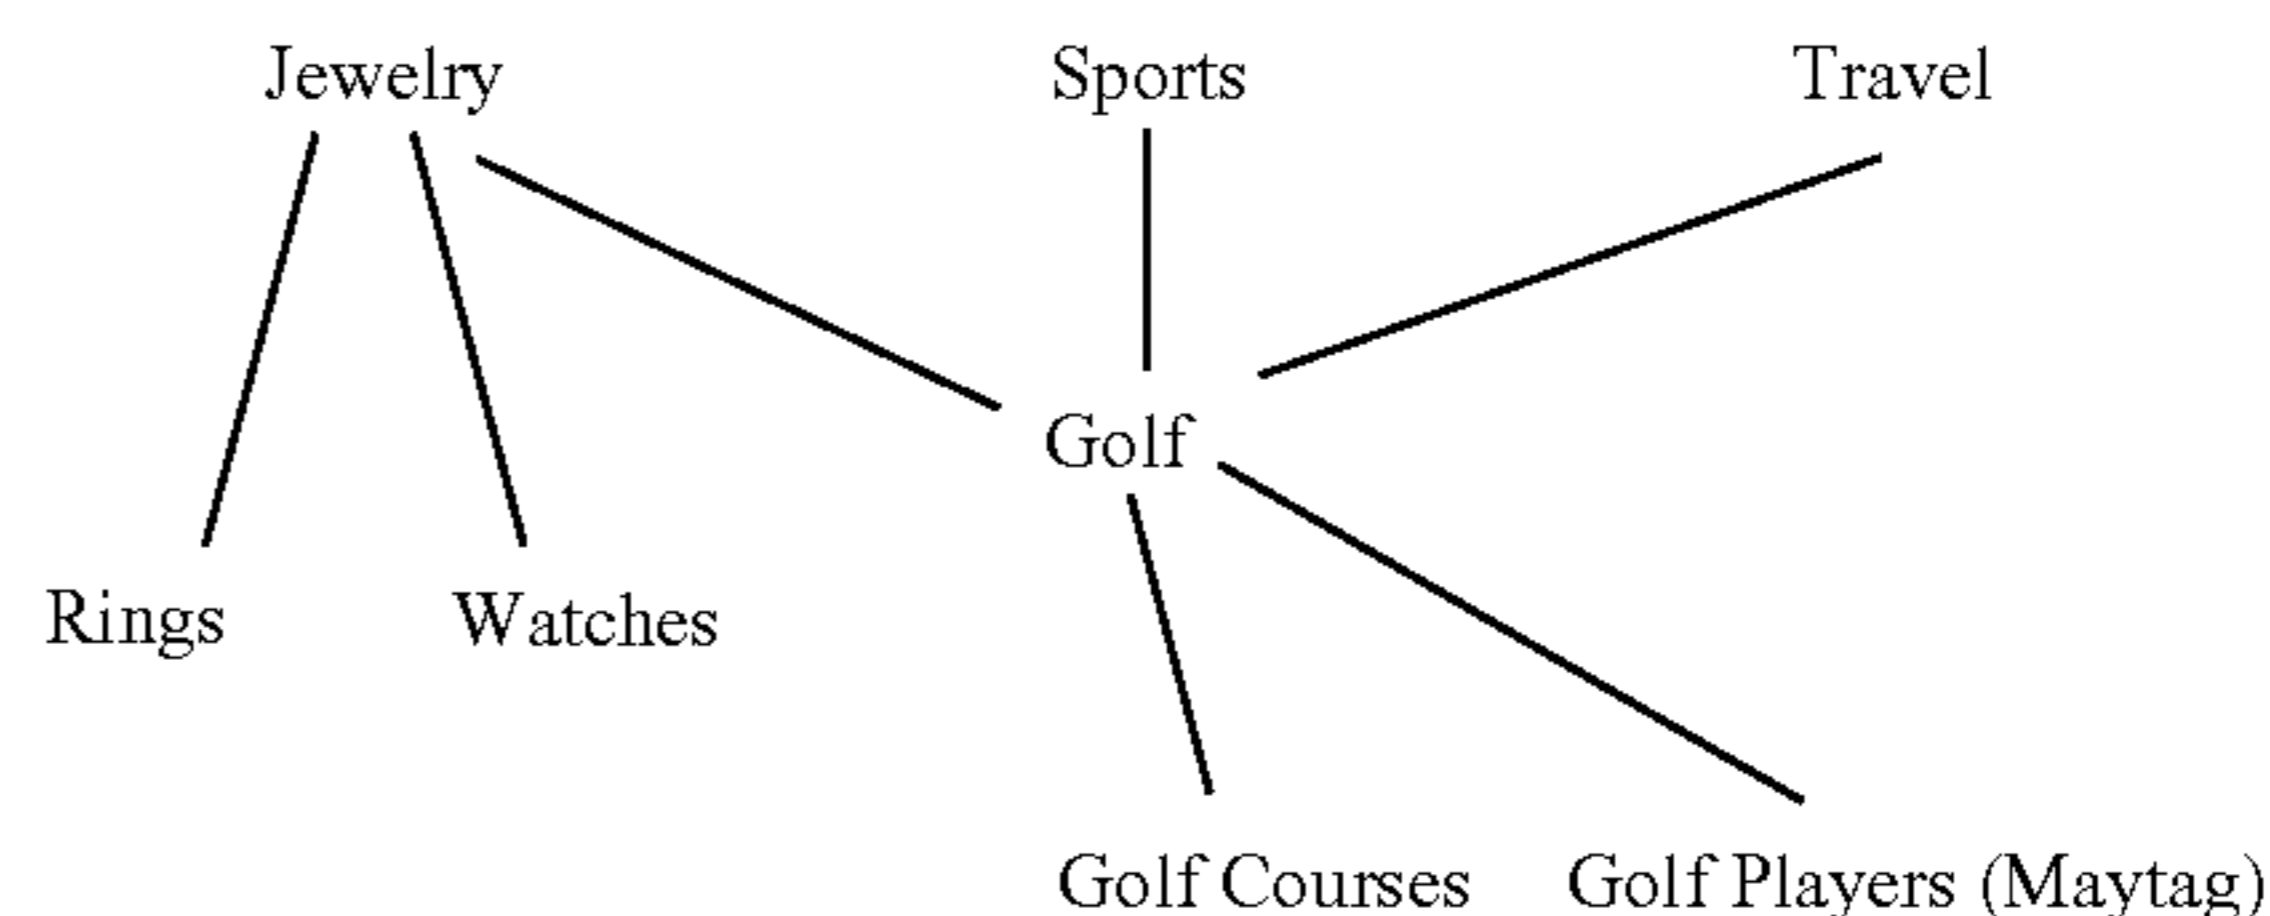 Jewelry Sports Travel
Golf
Rings Watches
Golf Courses Golf Players (Maytag)